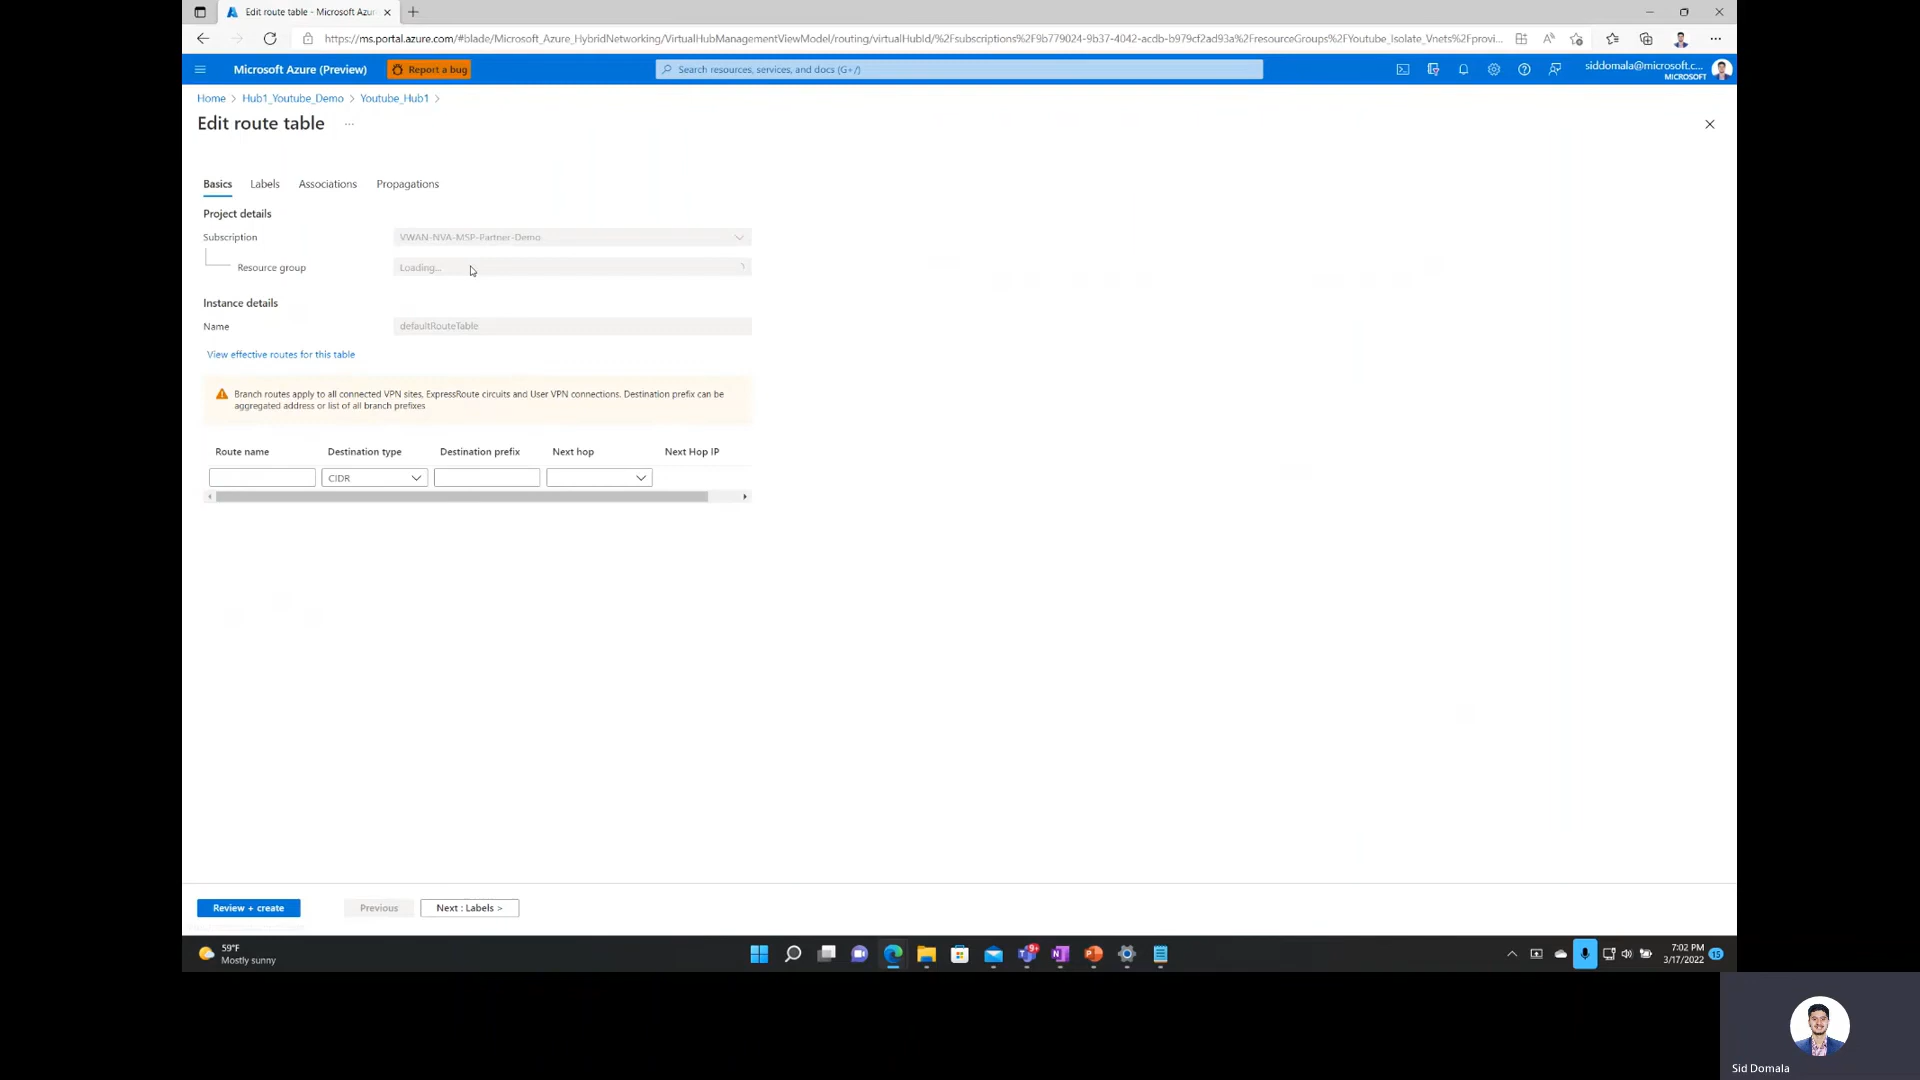 Edit route table - Microsoft Azur
https://ms.portal.azure.com/#blade/Microsoft_Azure_HybridNetworking/VirtualHubManagementViewModel/routing/virtualHubId/%2Fsubscriptions%2F9b779024-9b37-4042-acdb-b979cf2ad93a%2FresourceGroups%2FYoutube_Isolate_Vnets%2Fprovi...
Microsoft Azure (Preview)
Report a bug
Search resources, services, and docs (G+/)
siddomala@microsoft.c...
MICROSOFT
Home > Hub1_Youtube_Demo > Youtube_Hub1 >
Edit route table ...
Basics Labels Associations Propagations
Project details
Subscription VWAN-NVA-MSP-Partner-Demo
Resource group Loading...
Instance details
Name defaultRouteTable
View effective routes for this table
Branch routes apply to all connected VPN sites, ExpressRoute circuits and User VPN connections. Destination prefix can be
aggregated address or list of all branch prefixes
Route name Destination type Destination prefix Next hop Next Hop IP
CIDR
Review + create Previous Next : Labels >
59°F
Mostly sunny
9+
7:02 PM
3/17/2022
15
Sid Domala